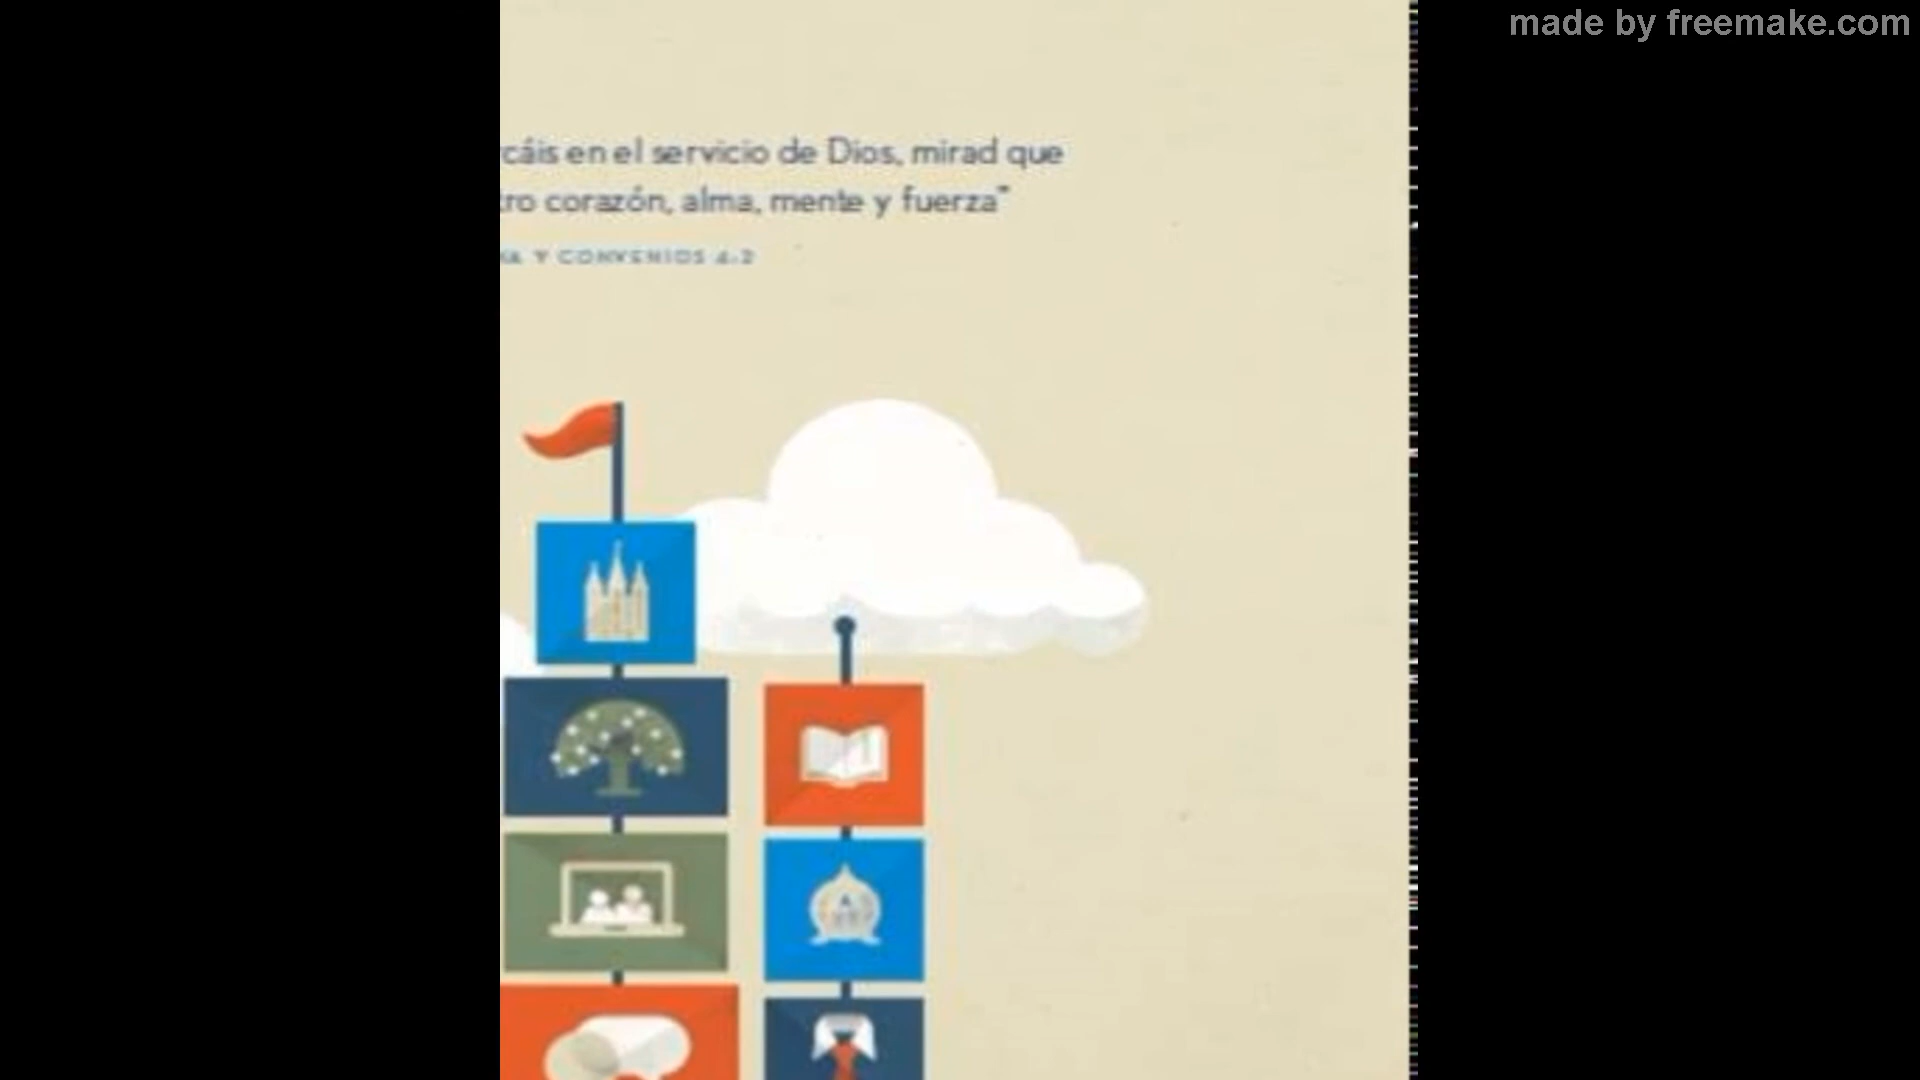 made by freemake.com
cáis en el servicio de Dios, mirad que
tro corazón, alma, mente y fuerza"
Y CONVENIOS 4:2